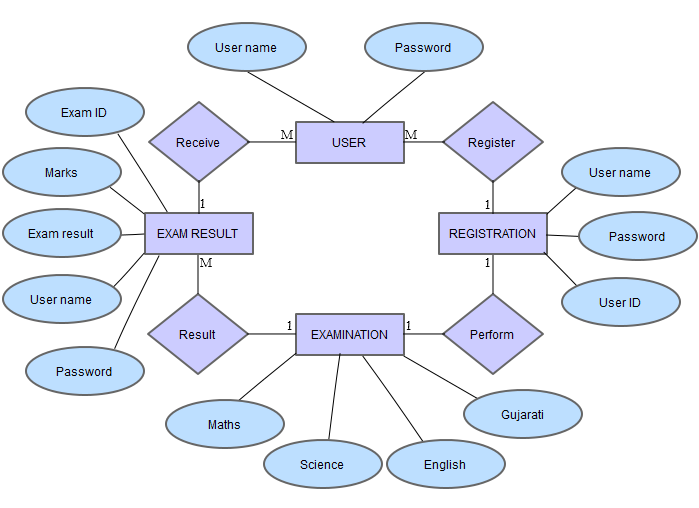 User name
Password
Exam ID
Receive
M
USER
M
Register
Marks
User name
1
1
Exam result
EXAM RESULT
REGISTRATION
Password
M
1
User name
User ID
Result
1
EXAMINATION
1
Perform
Password
Maths
Gujarati
Science
English